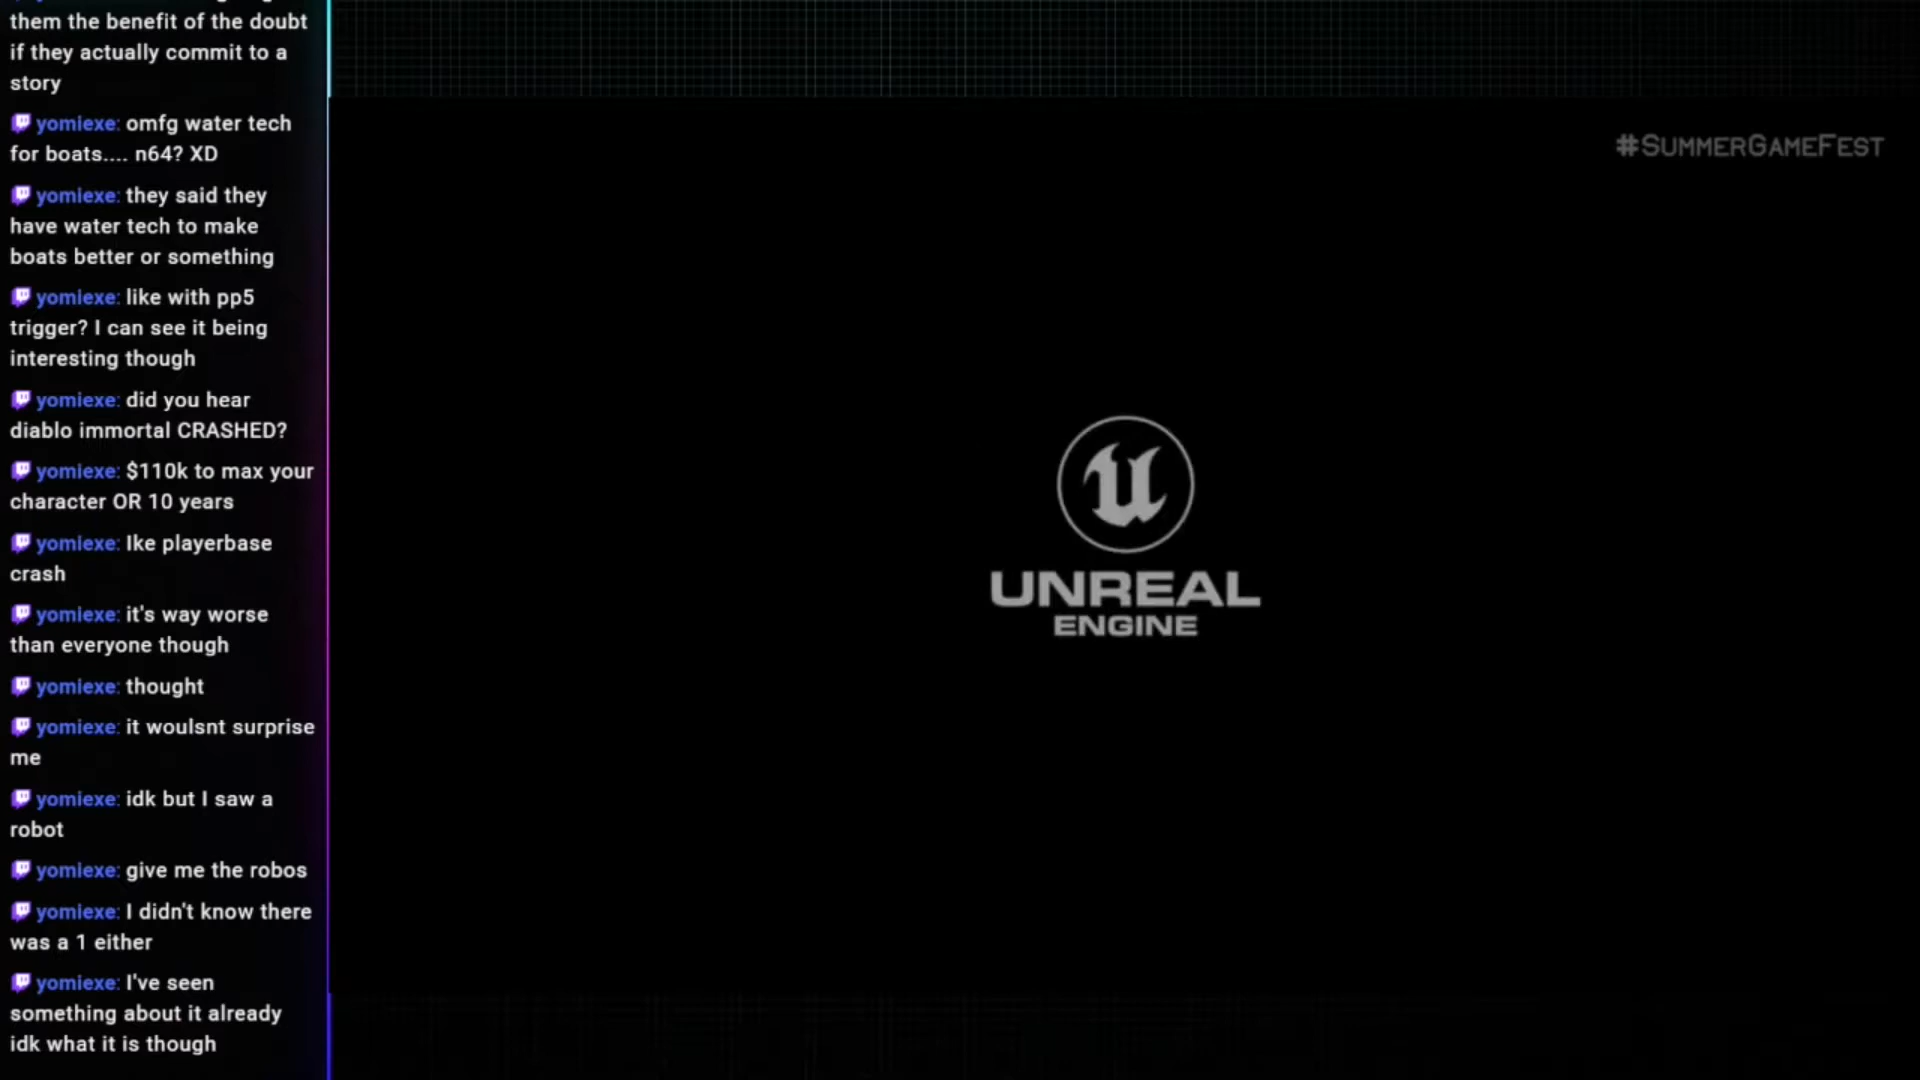 them the benefit of the doubt
if they actually commit to a
story
yomiexe: omfg water tech
for boats.... n64? XD
yomiexe: they said they
have water tech to make
boats better or something
yomiexe: like with pp5
trigger? I can see it being
interesting though
yomiexe: did you hear
diablo immortal CRASHED?
yomiexe: $110k to max your
character OR 10 years
yomiexe: Ike playerbase
crash
yomiexe: it's way worse
than everyone though
yomiexe: thought
yomiexe: it woulsnt surprise
me
yomiexe: idk but I saw a
robot
yomiexe: give me the robos
yomiexe: I didn't know there
was a 1 either
yomiexe: I've seen
something about it already
idk what it is though
#SUMMERGAMEFEST
UNREAL
ENGINE